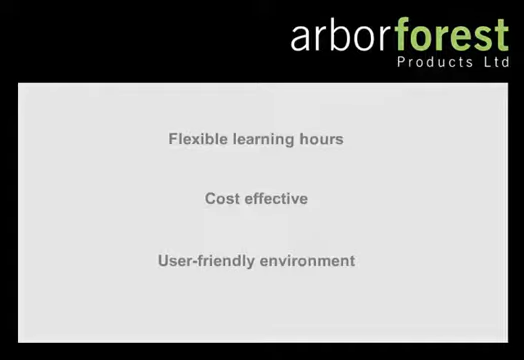 arborforest
Products Ltd
Flexible learning hours
Cost effective
User-friendly environment